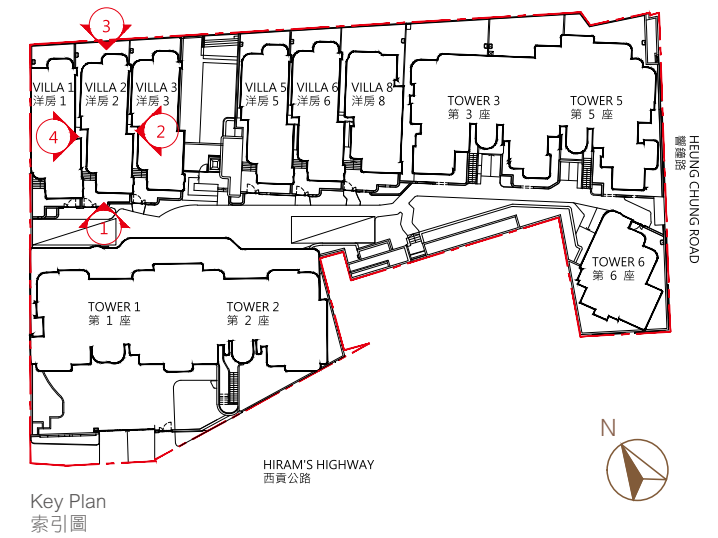 3
VILLA 1
洋房 1
VILLA 2
洋房 2
VILLA 3
洋房 3
VILLA 5
洋房 5
VILLA 6
洋房 6
VILLA 8
洋房 8
TOWER 3
第 3 座
TOWER 5
第 5 座
4
2
1
HEUNG CHUNG ROAD
響鐘路
TOWER 6
第 6 座
TOWER 1
第 1 座
TOWER 2
第 2 座
N
HIRAM'S HIGHWAY
西貢公路
Key Plan
索引圖